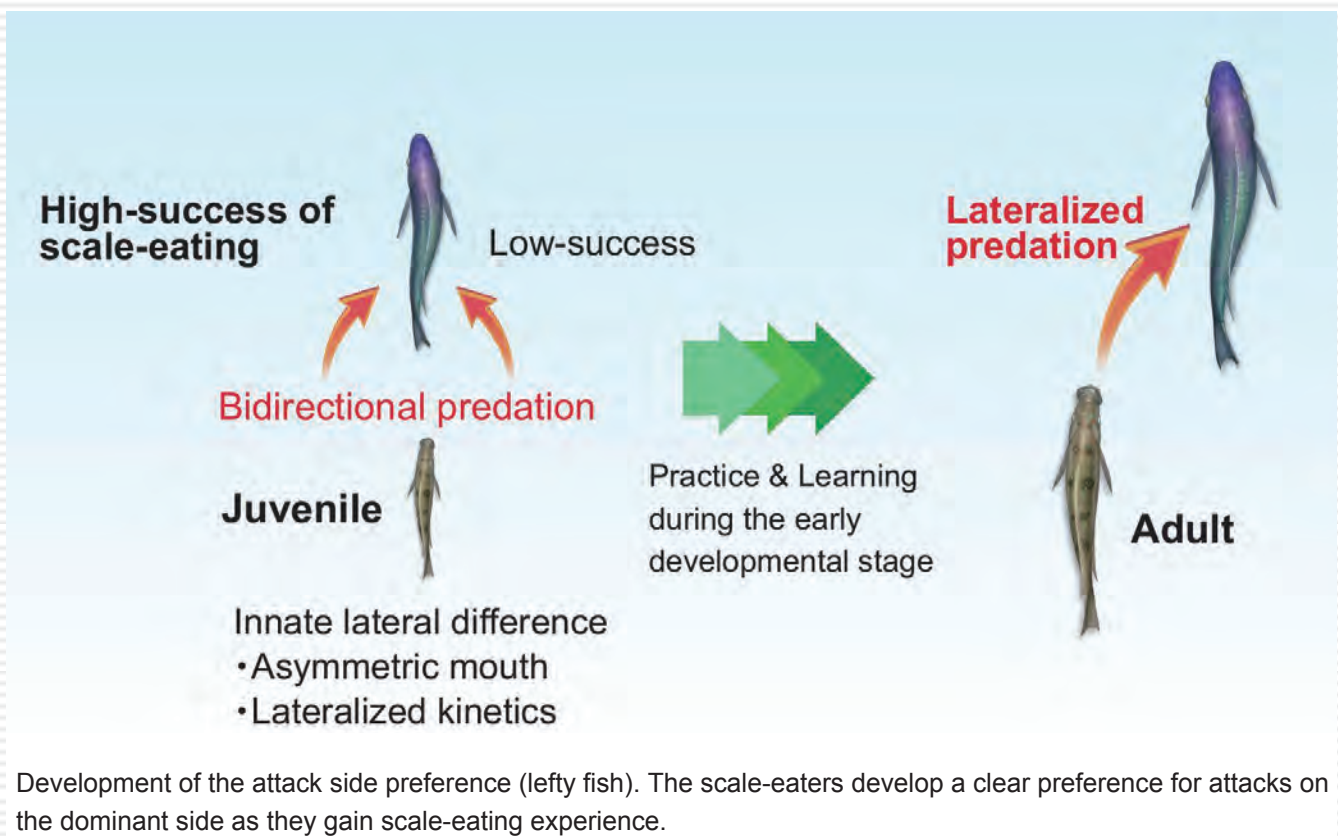 High-success of
scale-eating
Low-success
Bidirectional predation
Juvenile
Innate lateral difference
・Asymmetric mouth
・Lateralized kinetics
Practice & Learning
during the early
developmental stage
Lateralized
predation
Adult
Development of the attack side preference (lefty fish). The scale-eaters develop a clear preference for attacks on
the dominant side as they gain scale-eating experience.